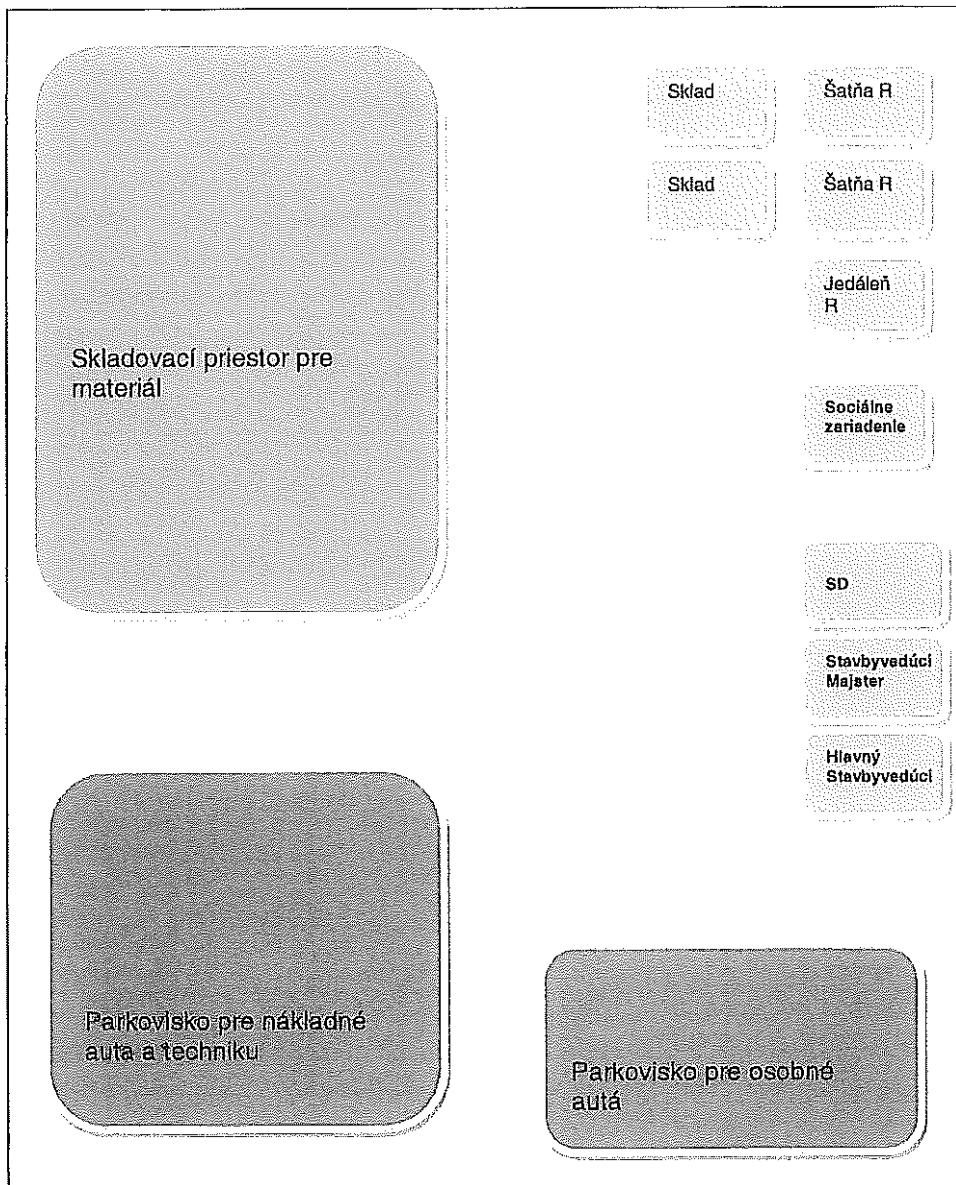 Sklad
Šatňa R
Sklad
Šatňa R
Jedáleň
R
Skladovací priestor pre
materiál
Sociálne
zariadenie
SD
Stavbyvedúci
Majster
Hlavný
Stavbyvedúci
Parkovisko pre nákladné
auta a techniku
Parkovisko pre osobné
autá